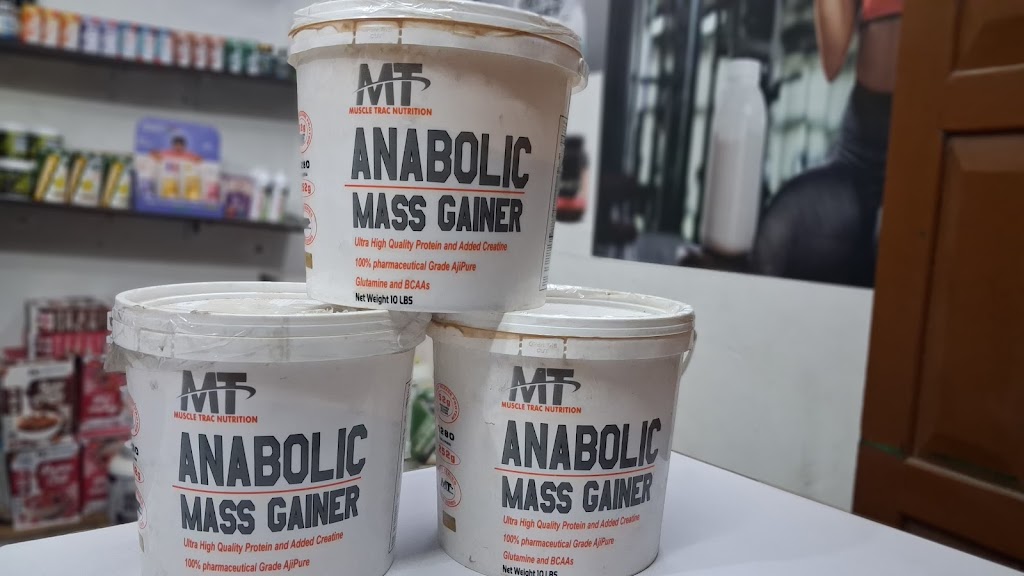 MT
MUSCLE TRAC NUTRITION
ANABOLIC
MASS GAINER
Ultra High Quality Protein and Added Creatine
100% pharmaceutical Grade AjiPure
Glutamine and BCAAs
Net Weight 10 LBS
MT
MUSCLE TRAC NUTRITION
ANABOLIC
MASS GAINER
Ultra High Quality Protein and Added Creatine
100% pharmaceutical Grade AjiPure
MT
MUSCLE TRAC NUTRITION
ANABOLIC
MASS GAINER
Ultra High Quality Protein and Added Creatine
100% pharmaceutical Grade AjiPure
Glutamine and BCAAs
Net Weight 10 LBS